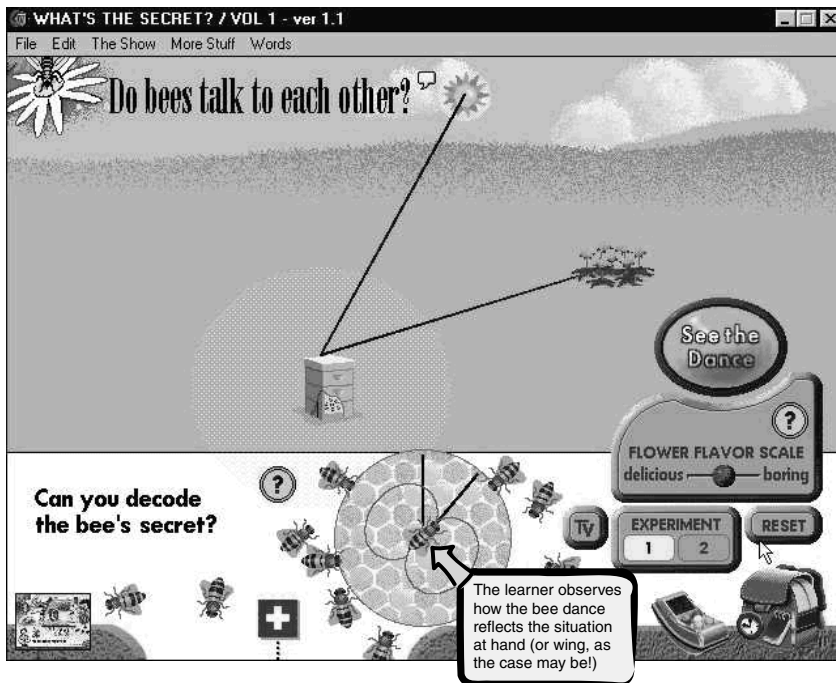 WHAT'S THE SECRET? / VOL 1 - ver 1.1
File Edit The Show More Stuff Words
Do bees talk to each other?
See the
Dance
?
FLOWER FLAVOR SCALE
delicious boring
Can you decode
the bee's secret?
?
TV
EXPERIMENT
1 2
RESET
The learner observes
how the bee dance
reflects the situation
at hand (or wing, as
the case may be!)